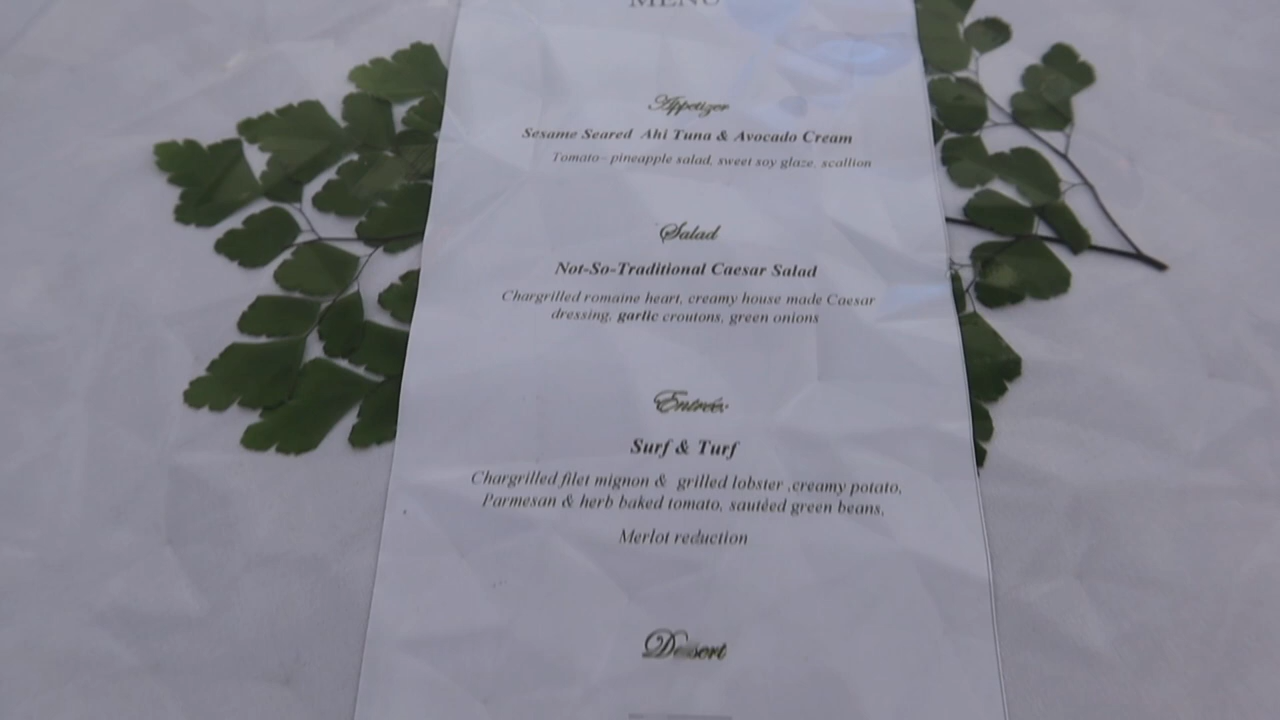 MENU
Appetizer
Sesame Seared Ahi Tuna & Avocado Cream
Tomato- pineapple salad, sweet soy glaze, scallion
Salad
Not-So-Traditional Caesar Salad
Chargrilled romaine heart, creamy house made Caesar
dressing, garlic croutons, green onions
Entrée:
Surf & Turf
Chargrilled filet mignon & grilled lobster ,creamy potato,
Parmesan & herb baked tomato, sautéed green beans,
Merlot reduction
Dessert